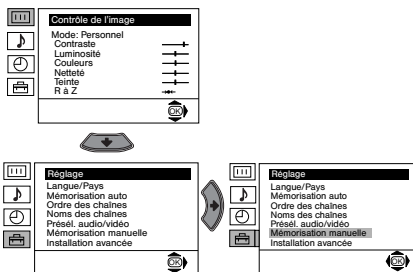 Contrôle de l'image
Mode: Personnel
Contraste
Luminosité
Couleurs
Netteté
Teinte
R à Z
OK
Réglage
Langue/Pays
Mémorisation auto
Ordre des chaînes
Noms des chaînes
Présél. audio/vidéo
Mémorisation manuelle
Installation avancée
OK
Réglage
Langue/Pays
Mémorisation auto
Ordre des chaînes
Noms des chaînes
Présél. audio/vidéo
Mémorisation manuelle
Installation avancée
OK